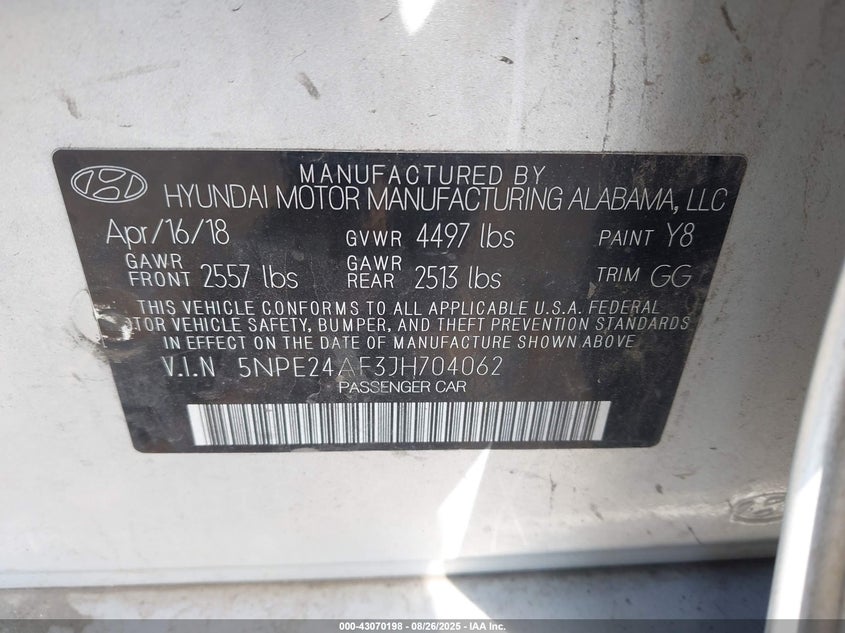 MANUFACTURED BY
HYUNDAI MOTOR MANUFACTURING ALABAMA, LLC
Apr/16/18 GVWR 4497 lbs PAINT Y8
GAWR FRONT 2557 lbs GAWR REAR 2513 lbs TRIM GG
THIS VEHICLE CONFORMS TO ALL APPLICABLE U.S.A. FEDERAL
TOR VEHICLE SAFETY, BUMPER, AND THEFT PREVENTION STANDARDS
IN EFFECT ON THE DATE OF MANUFACTURE SHOWN ABOVE
V.I.N 5NPE24AF3JH704062
PASSENGER CAR
000-43070198 - 08/26/2025 - IAA Inc.